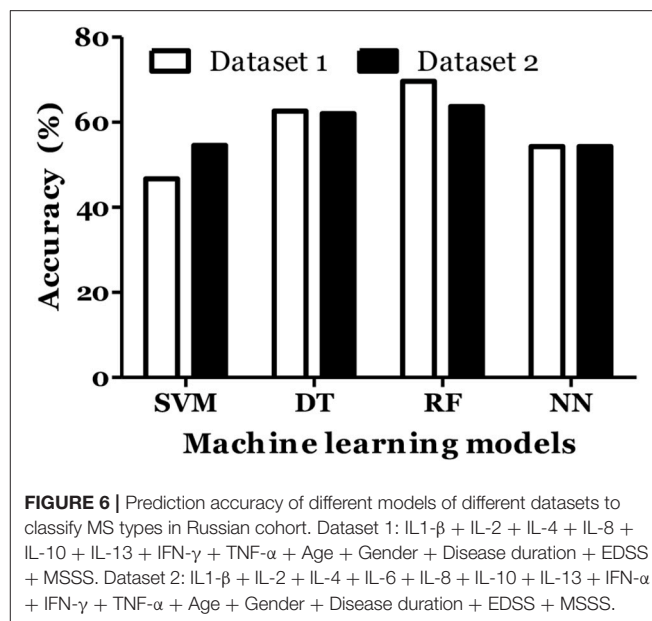 80
Dataset 1
Dataset 2
60
40
20
0
Accuracy (%)
SVM DT RF NN
Machine learning models
FIGURE 6 | Prediction accuracy of different models of different datasets to
classify MS types in Russian cohort. Dataset 1: IL1-β + IL-2 + IL-4 + IL-8 +
IL-10 + IL-13 + IFN-γ + TNF-α + Age + Gender + Disease duration + EDSS
+ MSSS. Dataset 2: IL1-β + IL-2 + IL-4 + IL-6 + IL-8 + IL-10 + IL-13 + IFN-α
+ IFN-γ + TNF-α + Age + Gender + Disease duration + EDSS + MSSS.